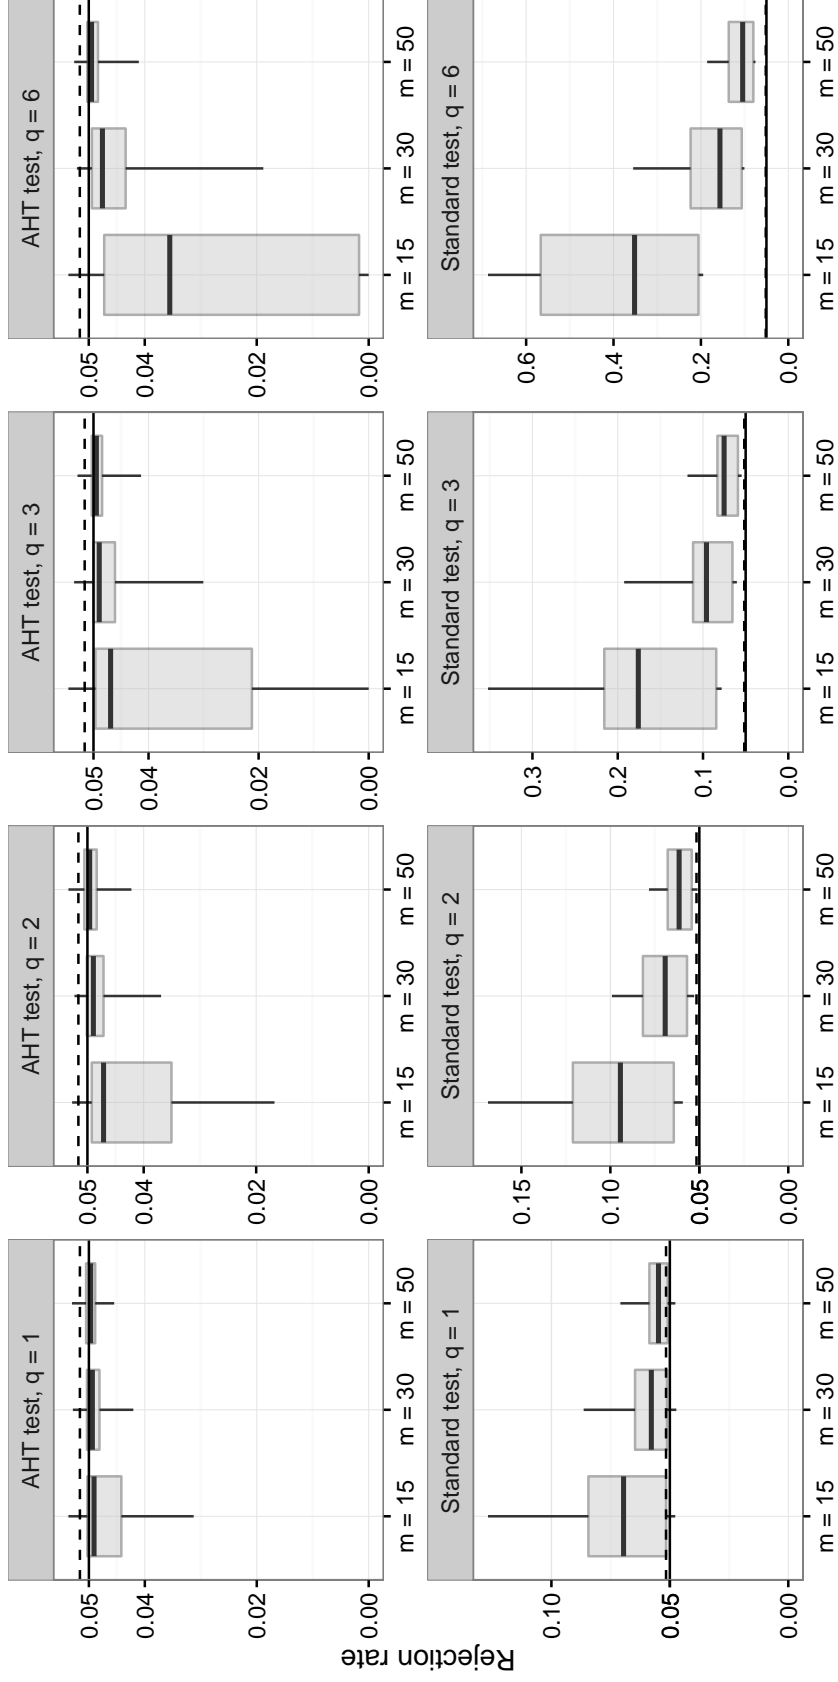 Rejection rate
AHT test, q = 1
0.05
0.04
0.02
0.00
m = 15
m = 30
m = 50
AHT test, q = 2
0.05
0.04
0.02
0.00
m = 15
m = 30
m = 50
AHT test, q = 3
0.05
0.04
0.02
0.00
m = 15
m = 30
m = 50
AHT test, q = 6
0.05
0.04
0.02
0.00
m = 15
m = 30
m = 50
Standard test, q = 1
0.10
0.05
0.00
m = 15
m = 30
m = 50
Standard test, q = 2
0.15
0.10
0.05
0.00
m = 15
m = 30
m = 50
Standard test, q = 3
0.3
0.2
0.1
0.0
m = 15
m = 30
m = 50
Standard test, q = 6
0.6
0.4
0.2
0.0
m = 15
m = 30
m = 50